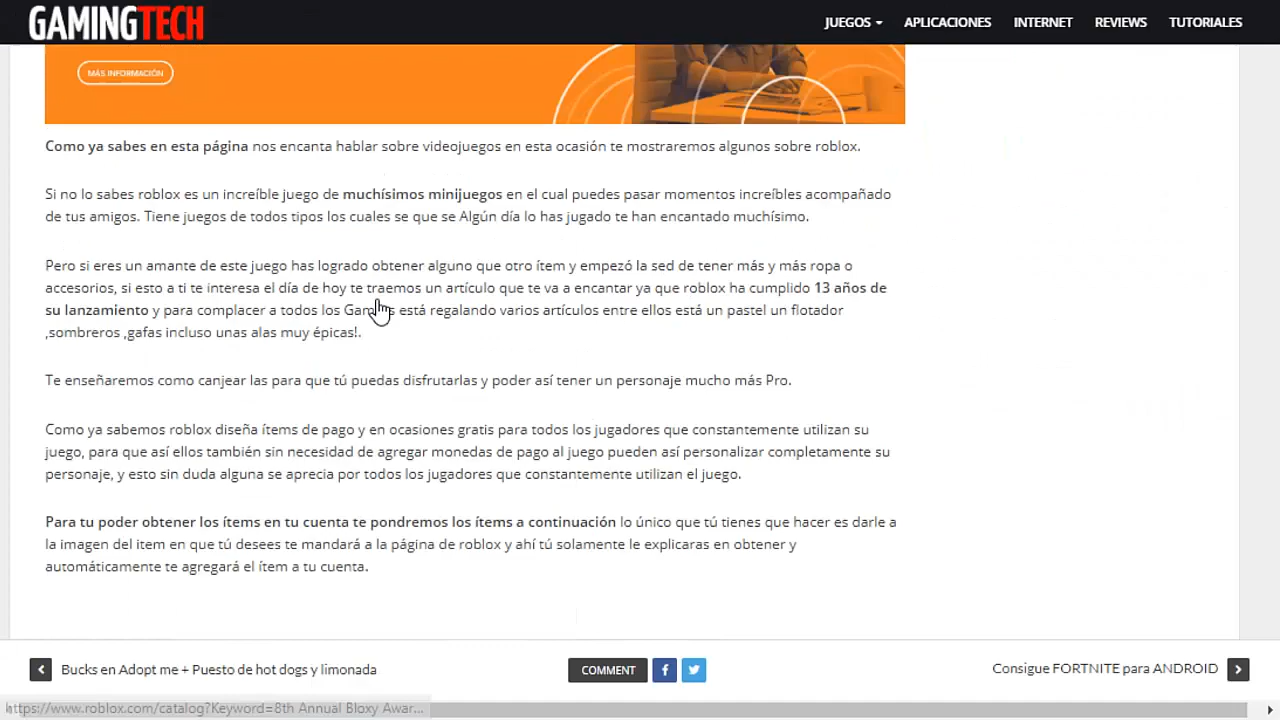 GAMINGTECH
JUEGOS APLICACIONES INTERNET REVIEWS TUTORIALES
MÁS INFORMACIÓN
Como ya sabes en esta página nos encanta hablar sobre videojuegos en esta ocasión te mostraremos algunos sobre roblox.
Si no lo sabes roblox es un increíble juego de muchísimos minijuegos en el cual puedes pasar momentos increíbles acompañado
de tus amigos. Tiene juegos de todos tipos los cuales se que se Algún día lo has jugado te han encantado muchísimo.
Pero si eres un amante de este juego has logrado obtener alguno que otro ítem y empezó la sed de tener más y más ropa o
accesorios, si esto a ti te interesa el día de hoy te traemos un artículo que te va a encantar ya que roblox ha cumplido 13 años de
su lanzamiento y para complacer a todos los está regalando varios artículos entre ellos está un pastel un flotador
,sombreros ,gafas incluso unas alas muy épicas!.
Te enseñaremos como canjear las para que tú puedas disfrutarlas y poder así tener un personaje mucho más Pro.
Como ya sabemos roblox diseña ítems de pago y en ocasiones gratis para todos los jugadores que constantemente utilizan su
juego, para que así ellos también sin necesidad de agregar monedas de pago al juego pueden así personalizar completamente su
personaje, y esto sin duda alguna se aprecia por todos los jugadores que constantemente utilizan el juego.
Para tu poder obtener los ítems en tu cuenta te pondremos los ítems a continuación lo único que tú tienes que hacer es darle a
la imagen del item en que tú desees te mandará a la página de roblox y ahí tú solamente le explicaras en obtener y
automáticamente te agregará el ítem a tu cuenta.
Bucks en Adopt me + Puesto de hot dogs y limonada
COMMENT
Consigue FORTNITE para ANDROID
https://www.roblox.com/catalog?Keyword=8th Annual Bloxy Awar...